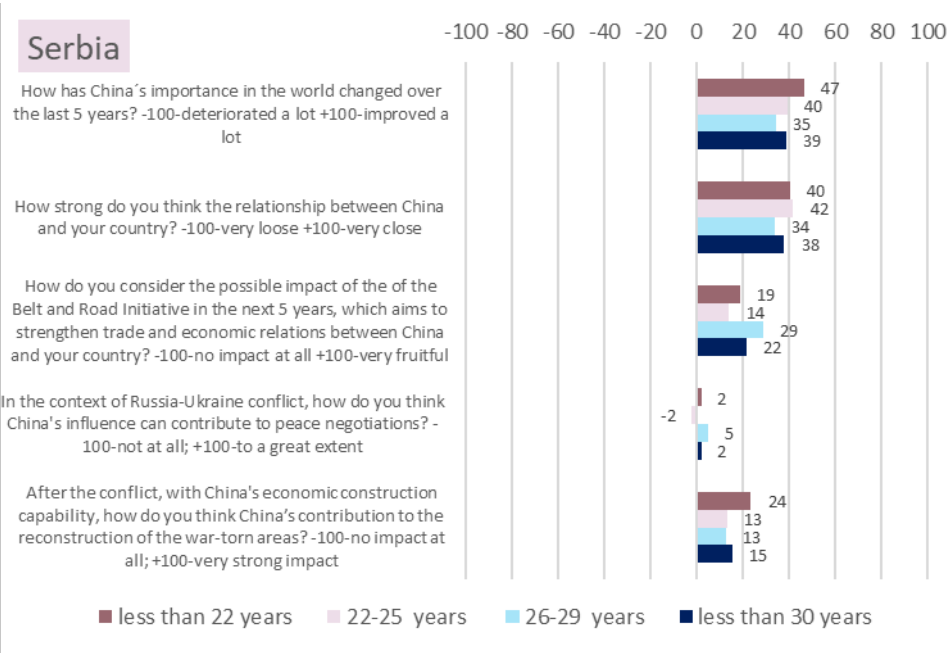 Serbia
-100 -80 -60 -40 -20 0 20 40 60 80 100
How has China´s importance in the world changed over
the last 5 years? -100-deteriorated a lot +100-improved a
lot
47
40
35
39
How strong do you think the relationship between China
and your country? -100-very loose +100-very close
40
42
34
38
How do you consider the possible impact of the of the
Belt and Road Initiative in the next 5 years, which aims to
strengthen trade and economic relations between China
and your country? -100-no impact at all +100-very fruitful
19
14
29
22
In the context of Russia-Ukraine conflict, how do you think
China's influence can contribute to peace negotiations? -
100-not at all; +100-to a great extent
2
-2
5
2
After the conflict, with China's economic construction
capability, how do you think China’s contribution to the
reconstruction of the war-torn areas? -100-no impact at
all; +100-very strong impact
24
13
13
15
less than 22 years 22-25 years 26-29 years less than 30 years